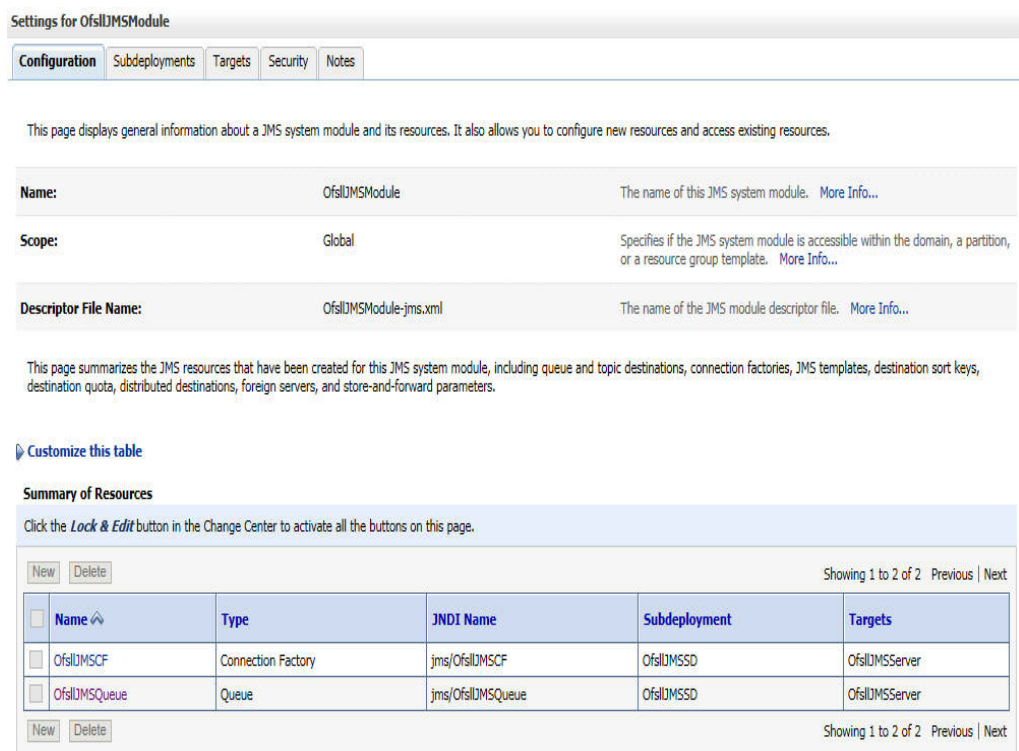 Settings for OfsllJMSModule
Configuration Subdeployments Targets Security Notes
This page displays general information about a JMS system module and its resources. It also allows you to configure new resources and access existing resources.
Name: OfsllJMSModule The name of this JMS system module. More Info...
Scope: Global Specifies if the JMS system module is accessible within the domain, a partition,
or a resource group template. More Info...
Descriptor File Name: OfsllJMSModule-jms.xml The name of the JMS module descriptor file. More Info...
This page summarizes the JMS resources that have been created for this JMS system module, including queue and topic destinations, connection factories, JMS templates, destination sort keys,
destination quota, distributed destinations, foreign servers, and store-and-forward parameters.
Customize this table
Summary of Resources
Click the Lock & Edit button in the Change Center to activate all the buttons on this page.
New Delete Showing 1 to 2 of 2 Previous | Next
Name Type JNDI Name Subdeployment Targets
OfsllJMSCF Connection Factory jms/OfsllJMSCF OfsllJMSSD OfsllJMSServer
OfsllJMSQueue Queue jms/OfsllJMSQueue OfsllJMSSD OfsllJMSServer
New Delete Showing 1 to 2 of 2 Previous | Next